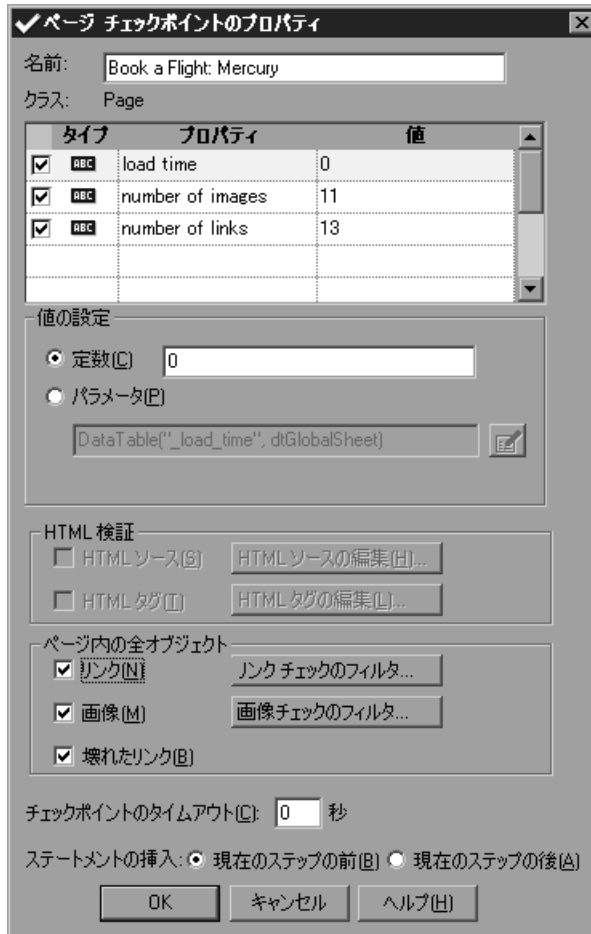 ページ チェックポイントのプロパティ
名前: Book a Flight: Mercury
クラス: Page
タイプ プロパティ 値
ABC load time 0
ABC number of images 11
ABC number of links 13
値の設定
定数(C) 0
パラメータ(P)
DataTable("_load_time", dtGlobalSheet)
HTML 検証
HTML ソース(S) HTML ソースの編集(H)...
HTML タグ(T) HTML タグの編集(L)...
ページ内の全オブジェクト
リンク(N) リンク チェックのフィルタ...
画像(M) 画像チェックのフィルタ...
壊れたリンク(B)
チェックポイントのタイムアウト(C): 0 秒
ステートメントの挿入: 現在のステップの前(B) 現在のステップの後(A)
OK キャンセル ヘルプ(H)